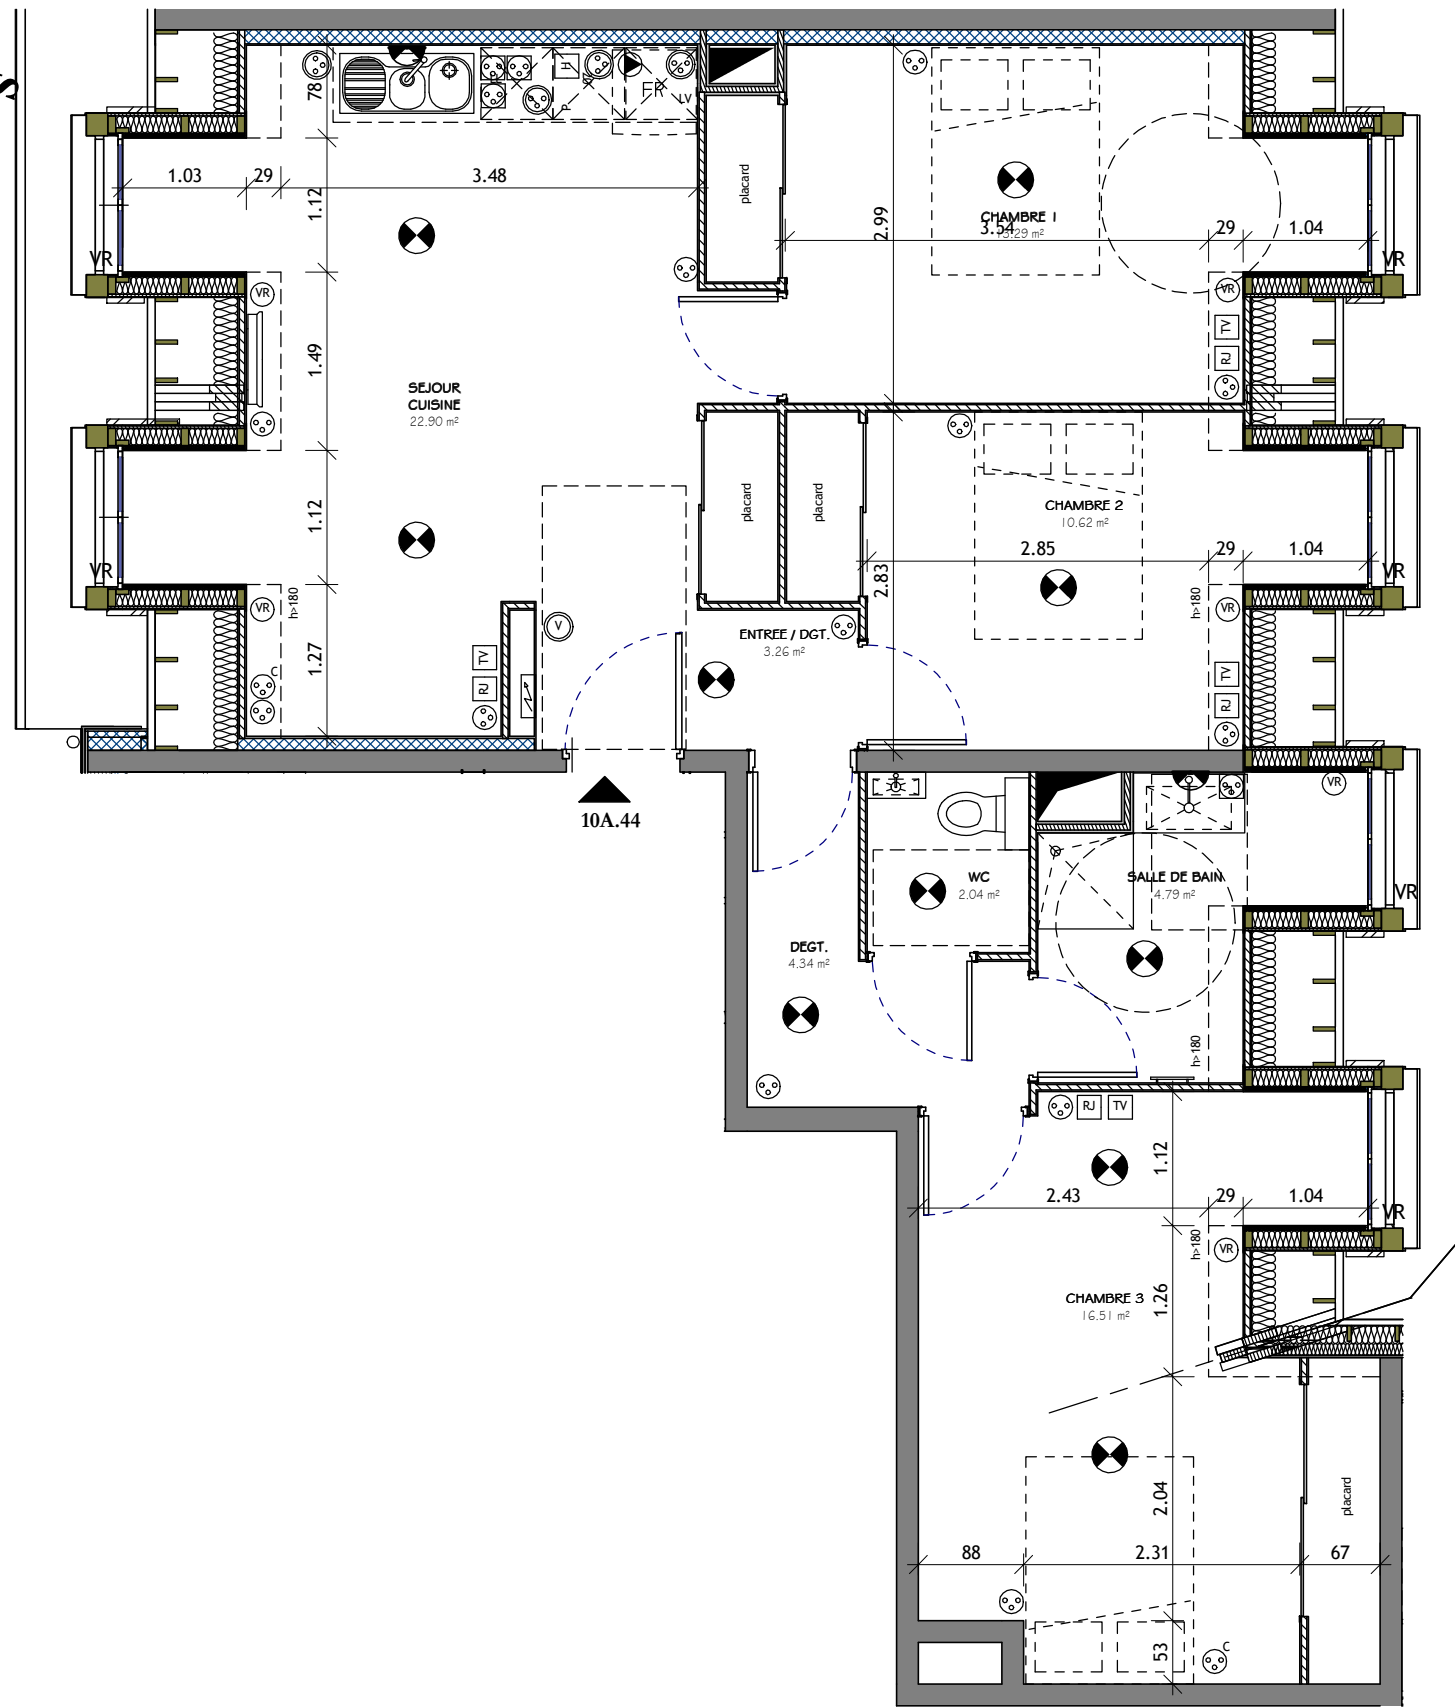 S
78
H
P
FR
LV
placard
1.03
29
3.48
1.12
2.99
CHAMBRE 1
3.54
13.29 m²
29
1.04
VR
VR
VR
VR
TV
RJ
1.49
SEJOUR
CUISINE
22.90 m²
placard
placard
CHAMBRE 2
10.62 m²
1.12
2.85
29
1.04
2.83
VR
VR
VR
h>180
V
ENTREE / DGT.
3.26 m²
h>180
VR
1.27
TV
RJ
C
TV
RJ
10A.44
VR
WC
2.04 m²
SALLE DE BAIN
4.79 m²
VR
DEGT.
4.34 m²
h>180
RJ
TV
1.12
2.43
29
1.04
VR
h>180
VR
CHAMBRE 3
16.51 m²
1.26
2.04
placard
88
2.31
67
53
C